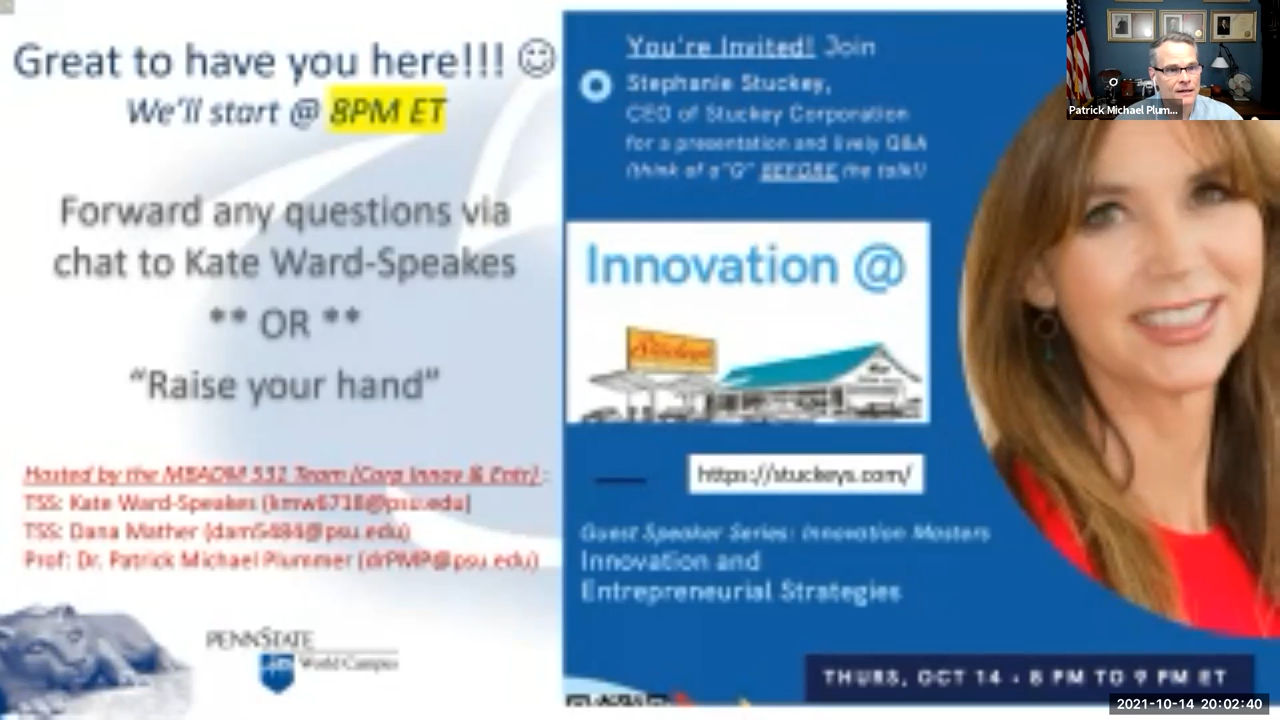 Great to have you here!!! ☺
We'll start @ 8PM ET
Forward any questions via
chat to Kate Ward-Speakes
** OR **
"Raise your hand"
Hosted by the MBADM 531 Team (Corp Innov & Entr) :
TSS: Kate Ward-Speakes (kmw6718@psu.edu)
TSS: Dana Mather (dam5484@psu.edu)
Prof: Dr. Patrick Michael Plummer (drPMP@psu.edu)
PENNSTATE
World Campus
You're Invited! Join
Stephanie Stuckey,
CEO of Stuckey Corporation
for a presentation and lively Q&A
(think of a "Q" BEFORE the talk!)
Innovation @
Stuckey's
https://stuckeys.com/
Guest Speaker Series: Innovation Masters
Innovation and
Entrepreneurial Strategies
THURS, OCT 14 • 8 PM TO 9 PM ET
Patrick Michael Plum...
2021-10-14 20:02:40